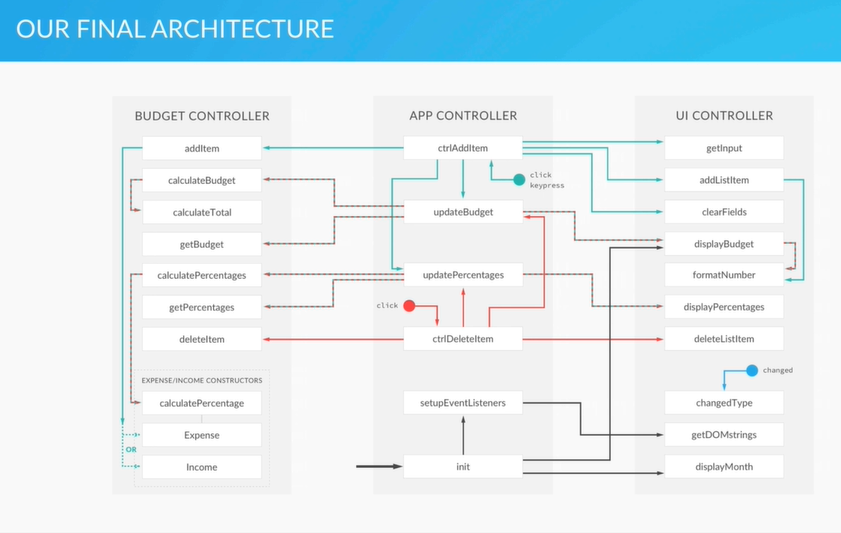 OUR FINAL ARCHITECTURE
BUDGET CONTROLLER
addItem
calculateBudget
calculateTotal
getBudget
calculatePercentages
getPercentages
deleteItem
EXPENSE/INCOME CONSTRUCTORS
calculatePercentage
Expense
OR
Income
APP CONTROLLER
ctrlAddItem
click
keypress
updateBudget
updatePercentages
click
ctrlDeleteItem
setupEventListeners
init
UI CONTROLLER
getInput
addListItem
clearFields
displayBudget
formatNumber
displayPercentages
deleteListItem
changed
changedType
getDOMstrings
displayMonth